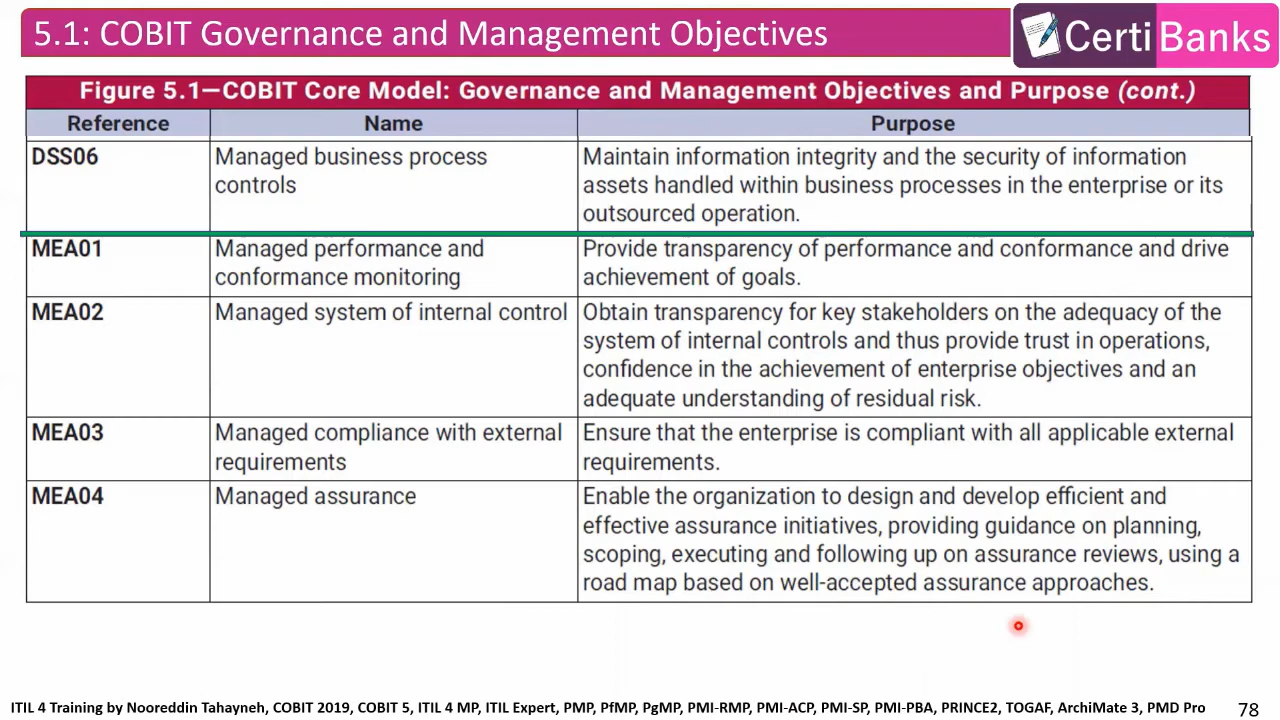 5.1: COBIT Governance and Management Objectives
CertiBanks
Figure 5.1—COBIT Core Model: Governance and Management Objectives and Purpose (cont.)
Reference Name Purpose
DSS06 Managed business process Maintain information integrity and the security of information
controls assets handled within business processes in the enterprise or its
outsourced operation.
MEA01 Managed performance and Provide transparency of performance and conformance and drive
conformance monitoring achievement of goals.
MEA02 Managed system of internal control Obtain transparency for key stakeholders on the adequacy of the
system of internal controls and thus provide trust in operations,
confidence in the achievement of enterprise objectives and an
adequate understanding of residual risk.
MEA03 Managed compliance with external Ensure that the enterprise is compliant with all applicable external
requirements requirements.
MEA04 Managed assurance Enable the organization to design and develop efficient and
effective assurance initiatives, providing guidance on planning,
scoping, executing and following up on assurance reviews, using a
road map based on well-accepted assurance approaches.
ITIL 4 Training by Nooreddin Tahayneh, COBIT 2019, COBIT 5, ITIL 4 MP, ITIL Expert, PMP, PfMP, PgMP, PMI-RMP, PMI-ACP, PMI-SP, PMI-PBA, PRINCE2, TOGAF, ArchiMate 3, PMD Pro 78